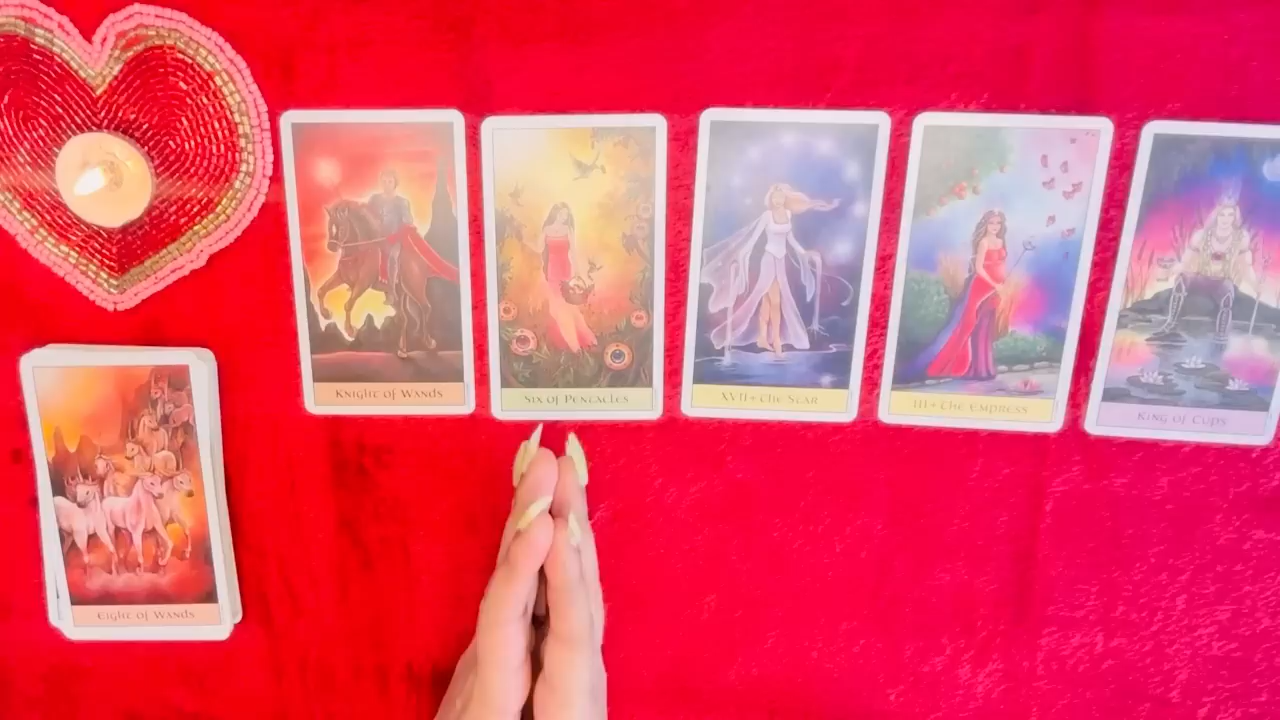 Knight of Wands
Six of Pentacles
XVII + The Star
III + The Empress
King of Cups
Eight of Wands